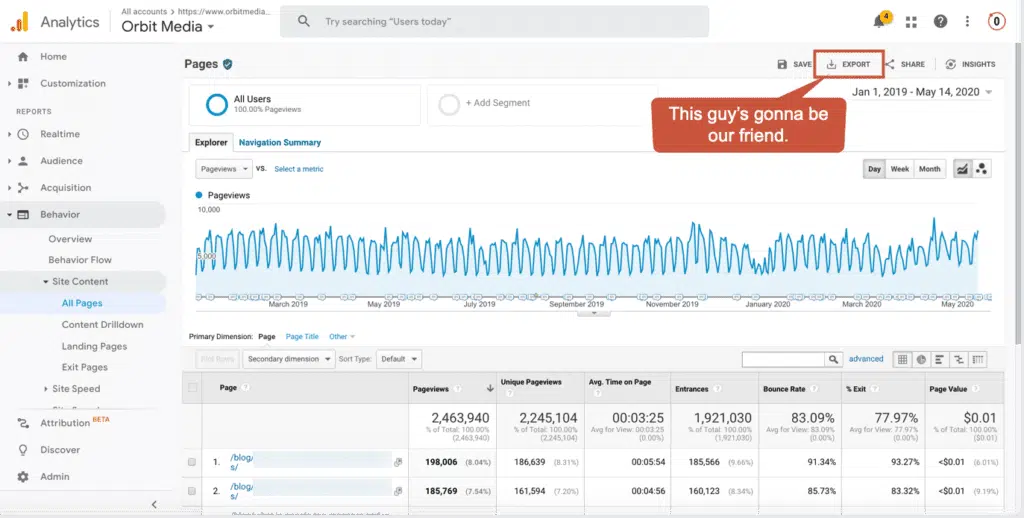 Analytics
All accounts > https://www.orbitmedia...
Orbit Media
Try searching "Users today"
4
Home
Customization
REPORTS
Realtime
Audience
Acquisition
Behavior
Overview
Behavior Flow
Site Content
All Pages
Content Drilldown
Landing Pages
Exit Pages
Site Speed
Attribution BETA
Discover
Admin
Pages
SAVE
EXPORT
SHARE
INSIGHTS
This guy's gonna be
our friend.
Jan 1, 2019 - May 14, 2020
All Users
100.00% Pageviews
+ Add Segment
Explorer
Navigation Summary
Pageviews
VS.
Select a metric
Day
Week
Month
Pageviews
10,000
5,000
March 2019
May 2019
July 2019
September 2019
November 2019
January 2020
March 2020
May 2020
Primary Dimension: Page Page Title Other
Plot Rows
Secondary dimension
Sort Type:
Default
advanced
Page
Pageviews
Unique Pageviews
Avg. Time on Page
Entrances
Bounce Rate
% Exit
Page Value
2,463,940
% of Total: 100.00%
(2,463,940)
2,245,104
% of Total: 100.00%
(2,245,104)
00:03:25
Avg for View: 00:03:25
(0.00%)
1,921,030
% of Total: 100.00%
(1,921,030)
83.09%
Avg for View: 83.09%
(0.00%)
77.97%
Avg for View: 77.97%
(0.00%)
$0.01
% of Total: 100.00%
($0.01)
1.
/blog/
s/
198,006 (8.04%)
186,639 (8.31%)
00:05:54
185,566 (9.66%)
91.34%
93.27%
<$0.01 (6.01%)
2.
/blog/
s/
185,769 (7.54%)
161,594 (7.20%)
00:04:56
160,123 (8.34%)
85.73%
83.32%
<$0.01 (9.19%)